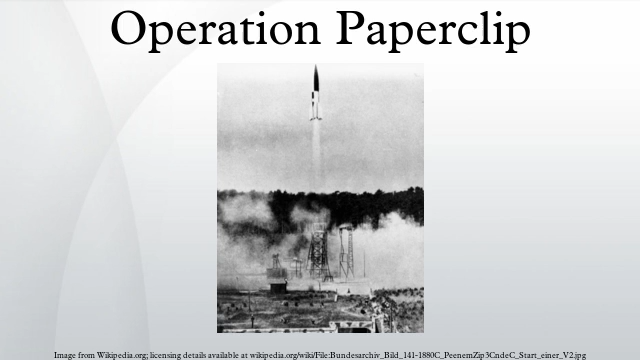 Operation Paperclip
Image from Wikipedia.org; licensing details available at wikipedia.org/wiki/File:Bundesarchiv_Bild_141-1880C_PeenemZip3CndeC_Start_einer_V2.jpg